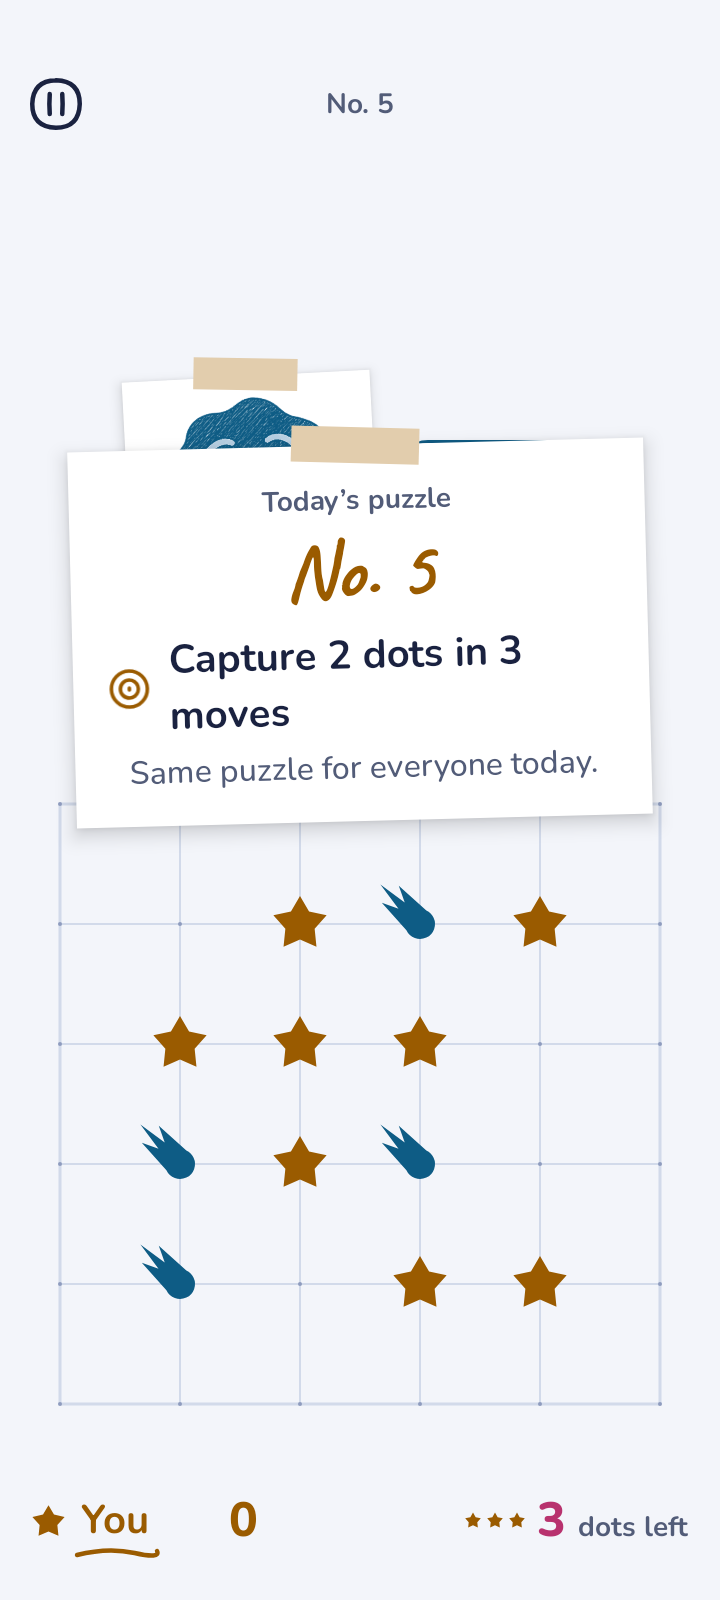 No. 5
Today’s puzzle
No. 5
Capture 2 dots in 3
moves
Same puzzle for everyone today.
You 0 3 dots left